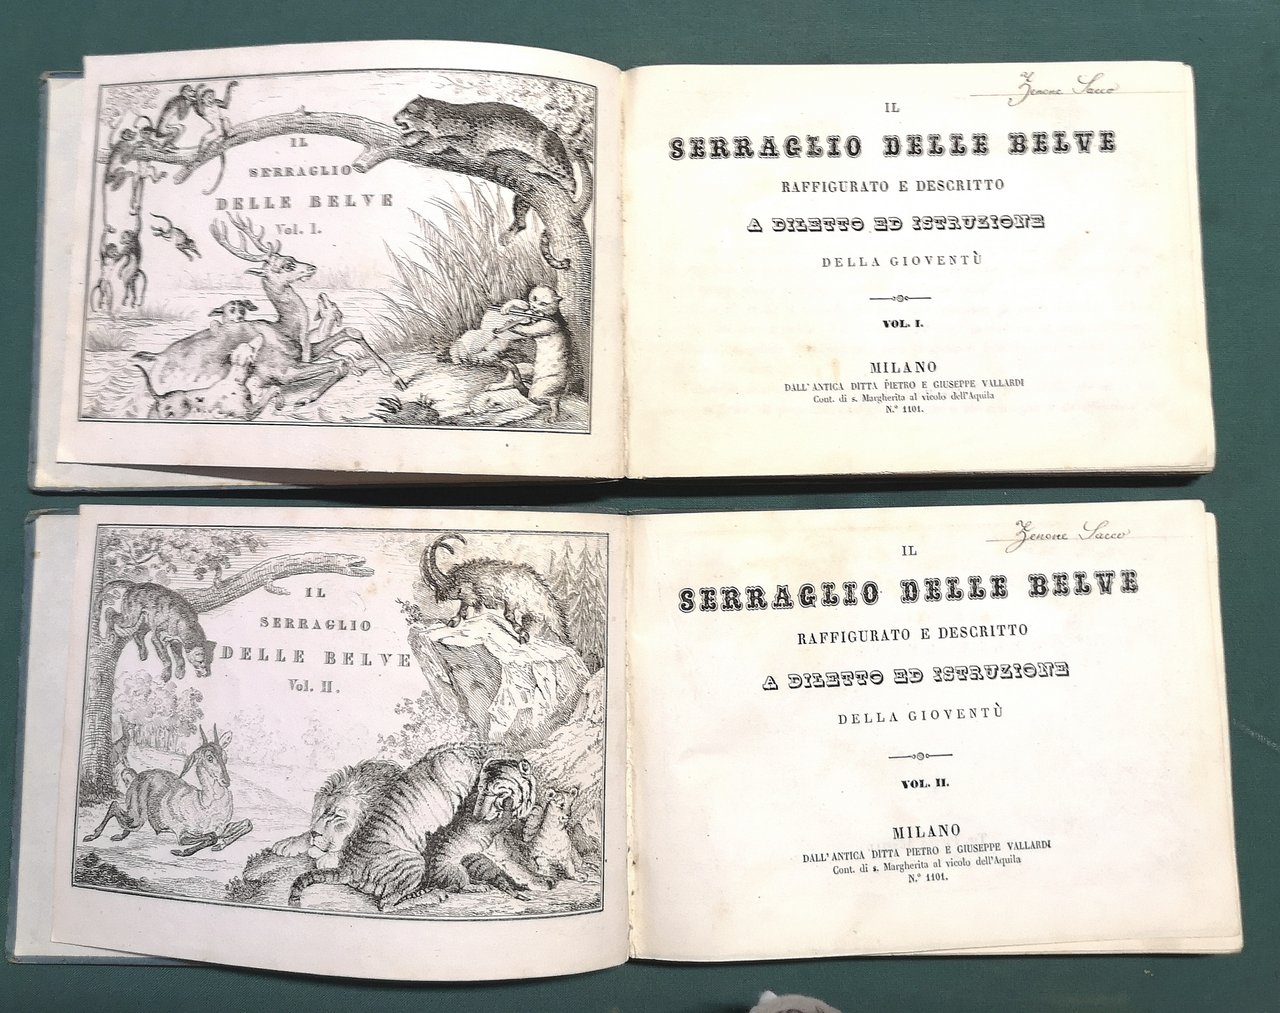 IL
SERRAGLIO
DELLE BELVE
Vol. I.
Zenone Sacco
IL
SERRAGLIO DELLE BELVE
RAFFIGURATO E DESCRITTO
A DILETTO ED ISTRUZIONE
DELLA GIOVENTÙ
VOL. I.
MILANO
DALL' ANTICA DITTA PIETRO E GIUSEPPE VALLARDI
Cont. di s. Margherita al vicolo dell'Aquila
N.° 1101.
IL
SERRAGLIO
DELLE BELVE
Vol. II.
Zenone Sacco
IL
SERRAGLIO DELLE BELVE
RAFFIGURATO E DESCRITTO
A DILETTO ED ISTRUZIONE
DELLA GIOVENTÙ
VOL. II.
MILANO
DALL' ANTICA DITTA PIETRO E GIUSEPPE VALLARDI
Cont. di s. Margherita al vicolo dell'Aquila
N.° 1101.